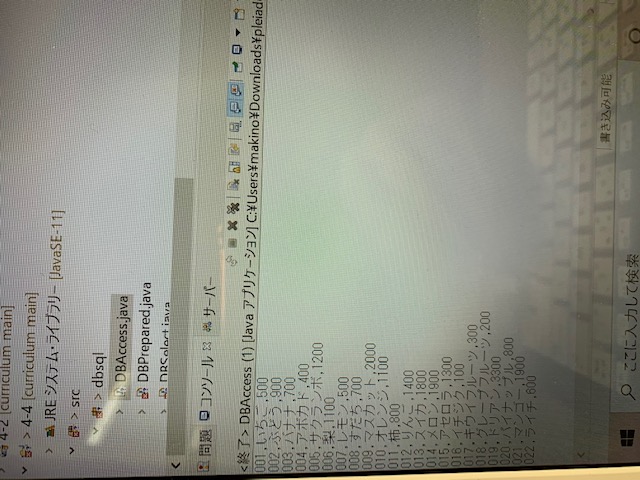 4-2 [curriculum main]
> 4-4 [curriculum main]
JRE システム・ライブラリー [JavaSE-11]
> src
> dbsql
DBAccess.java
DBPrepared.java
DBSelect.java
問題 コンソール サーバー
<終了> DBAccess (1) [Java アプリケーション] C:¥Users¥makino¥Downloads¥pleiade
001,いちご,500
002,ぶどう,900
003,バナナ,700
004,アボカド,400
005,サクランボ,1200
006,梨,1100
007,レモン,500
008,すだち,700
009,マスカット,2000
010,オレンジ,1100
011,柿,800
012,りんご,1400
013,スイカ,1800
014,メロン,1900
015,アセロラ,1300
016,イチジク,100
017,キウイフルーツ,300
018,グレープフルーツ,200
019,ドリアン,3300
020,パイナップル,800
021,マンゴー,1900
022,ライチ,600
書き込み可能
ここに入力して検索